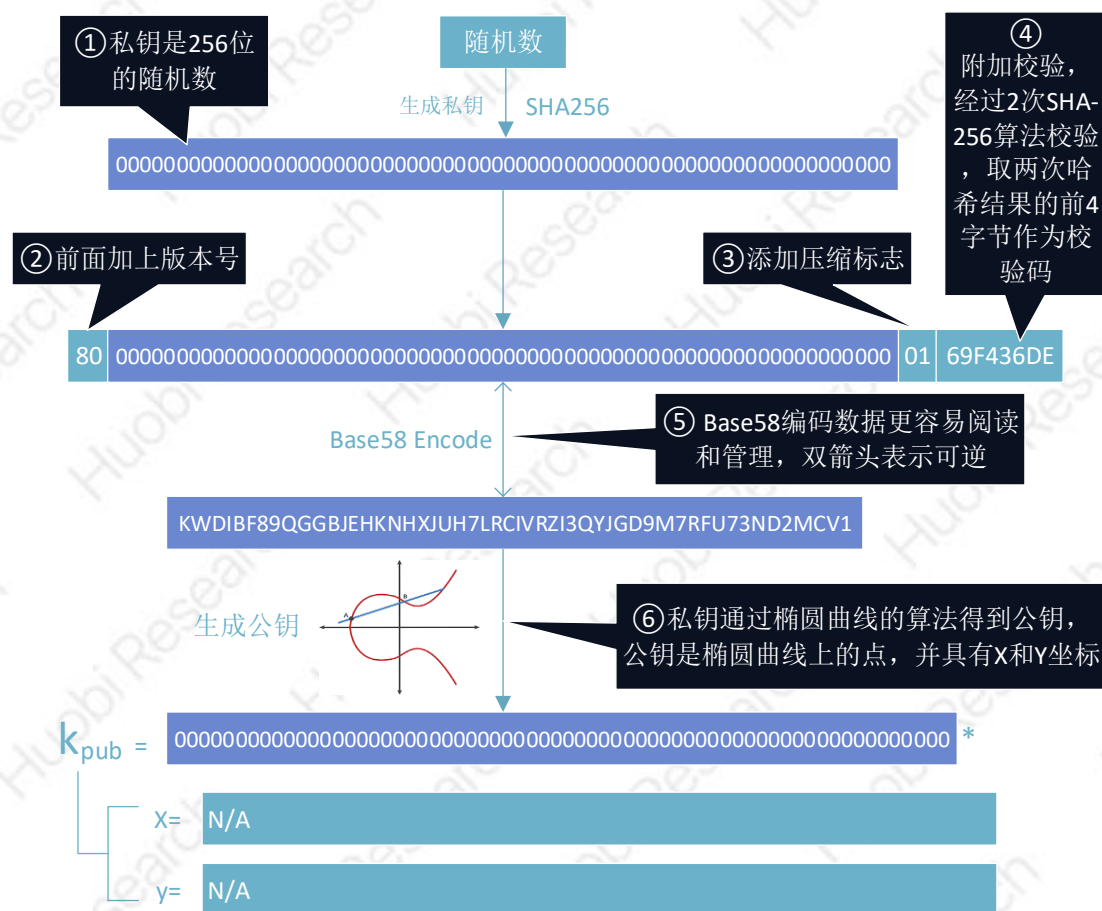 ①私钥是256位
的随机数
随机数
生成私钥
SHA256
④
附加校验，
经过2次SHA-
256算法校验
，取两次哈
希结果的前4
字节作为校
验码
0000000000000000000000000000000000000000000000000000000000000000
②前面加上版本号
③添加压缩标志
80
0000000000000000000000000000000000000000000000000000000000000000
01
69F436DE
Base58 Encode
⑤ Base58编码数据更容易阅读
和管理，双箭头表示可逆
KWDIBF89QGGBJEHKNHXJUH7LRCIVRZI3QYJGD9M7RFU73ND2MCV1
A
B
生成公钥
⑥私钥通过椭圆曲线的算法得到公钥，
公钥是椭圆曲线上的点，并具有X和Y坐标
kpub =
0000000000000000000000000000000000000000000000000000000000000000
*
X=
N/A
y=
N/A
Huobi Research